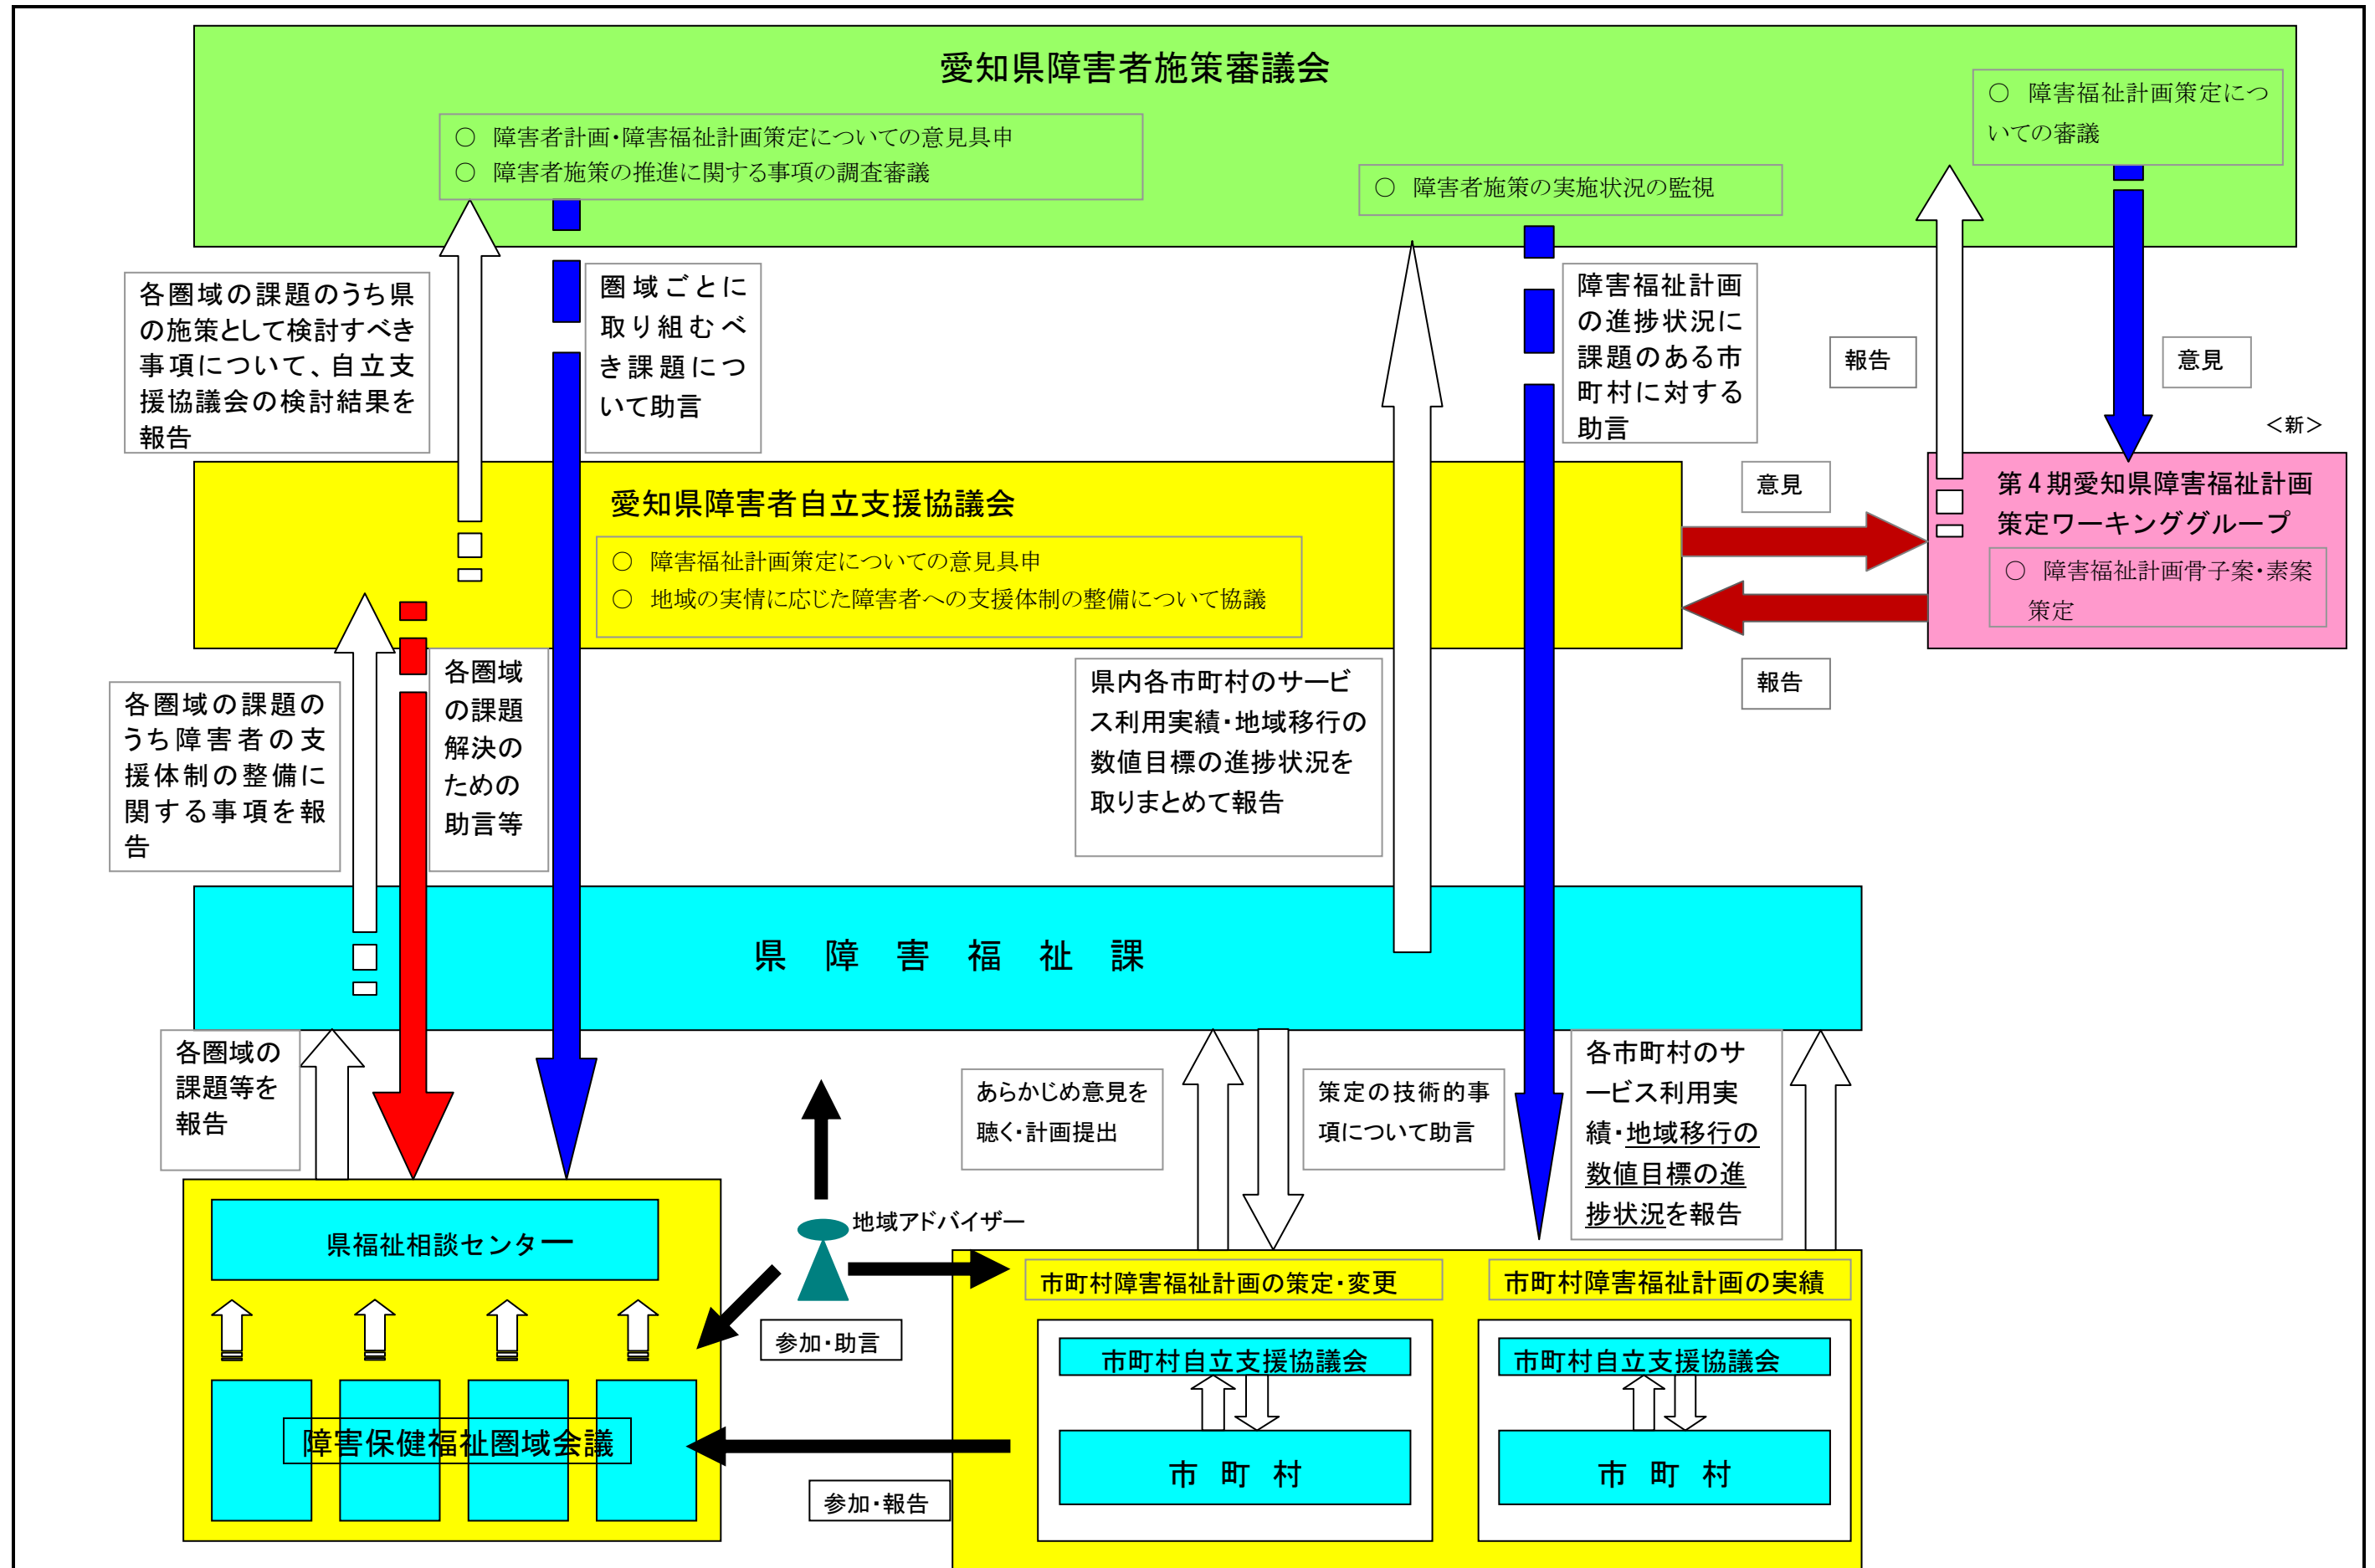 愛知県障害者施策審議会
○ 障害者計画・障害福祉計画策定についての意見具申
○ 障害者施策の推進に関する事項の調査審議
○ 障害者施策の実施状況の監視
○ 障害福祉計画策定につ
いての審議
各圏域の課題のうち県
の施策として検討すべき
事項について、自立支
援協議会の検討結果を
報告
圏域ごとに
取り組むべ
き課題につ
いて助言
障害福祉計画
の進捗状況に
課題のある市
町村に対する
助言
報告
意見
＜新＞
愛知県障害者自立支援協議会
○ 障害福祉計画策定についての意見具申
○ 地域の実情に応じた障害者への支援体制の整備について協議
意見
報告
第4期愛知県障害福祉計画
策定ワーキンググループ
○ 障害福祉計画骨子案・素案
策定
各圏域の課題の
うち障害者の支
援体制の整備に
関する事項を報
告
各圏域
の課題
解決の
ための
助言等
県内各市町村のサービ
ス利用実績・地域移行の
数値目標の進捗状況を
取りまとめて報告
県 障 害 福 祉 課
各圏域の
課題等を
報告
あらかじめ意見を
聴く・計画提出
策定の技術的事
項について助言
各市町村のサ
ービス利用実
績・地域移行の
数値目標の進
捗状況を報告
県福祉相談センター
障害保健福祉圏域会議
地域アドバイザー
参加・助言
参加・報告
市町村障害福祉計画の策定・変更
市町村自立支援協議会
市 町 村
市町村障害福祉計画の実績
市町村自立支援協議会
市 町 村